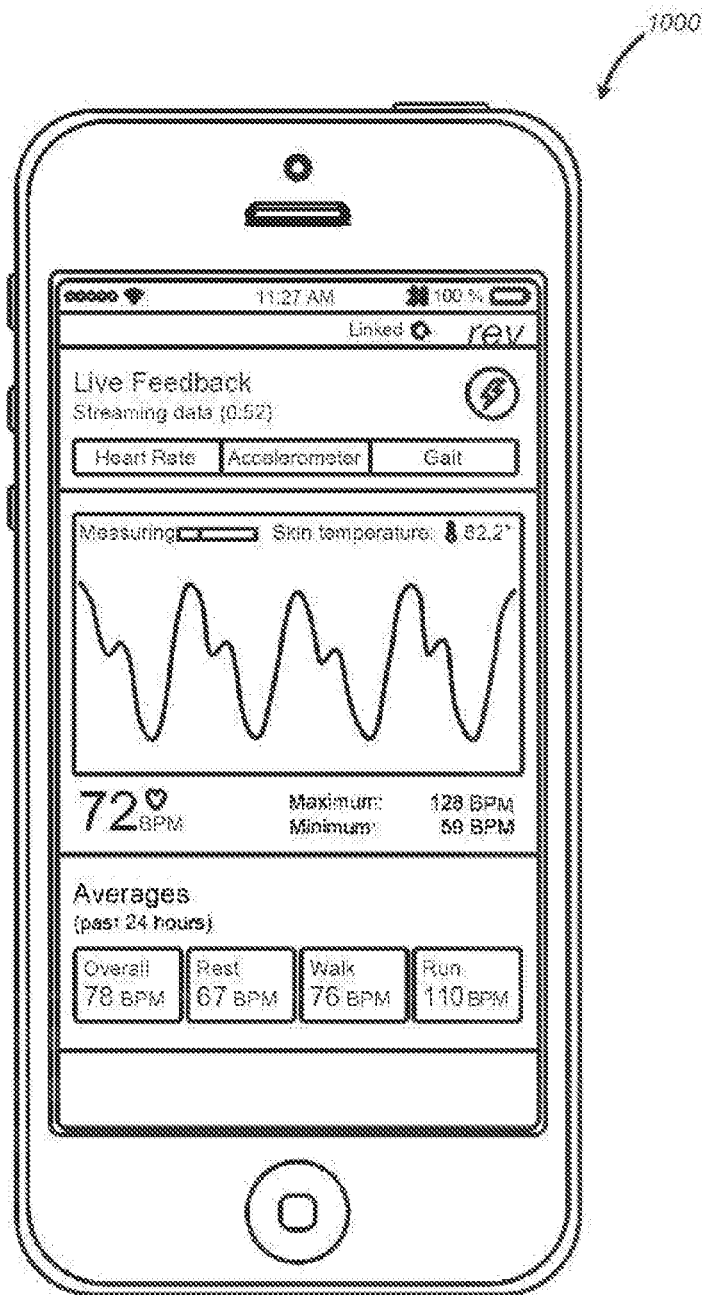 1000
11:27 AM 100 %
Linked rev
Live Feedback
Streaming data (0:52)
Heart Rate Accelerometer Gait
Measuring Skin temperature: 82.2°
72 BPM
Maximum: 128 BPM
Minimum: 59 BPM
Averages
(past 24 hours)
Overall Rest Walk Run
78 BPM 67 BPM 76 BPM 110 BPM